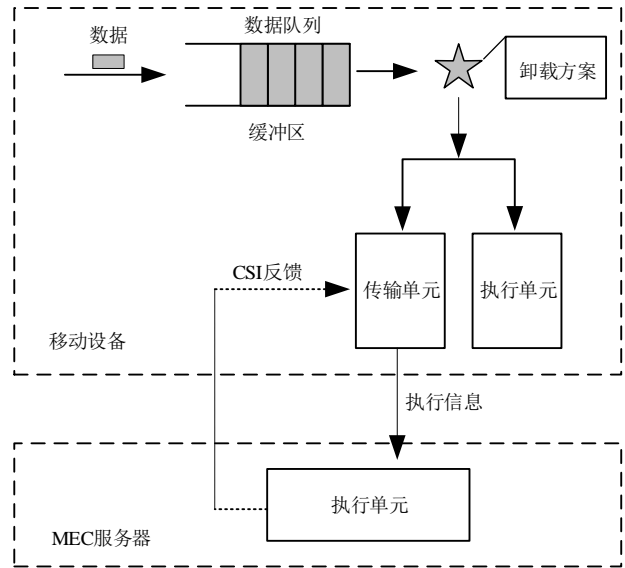 数据
数据队列
卸载方案
缓冲区
CSI反馈
传输单元
执行单元
移动设备
执行信息
执行单元
MEC服务器